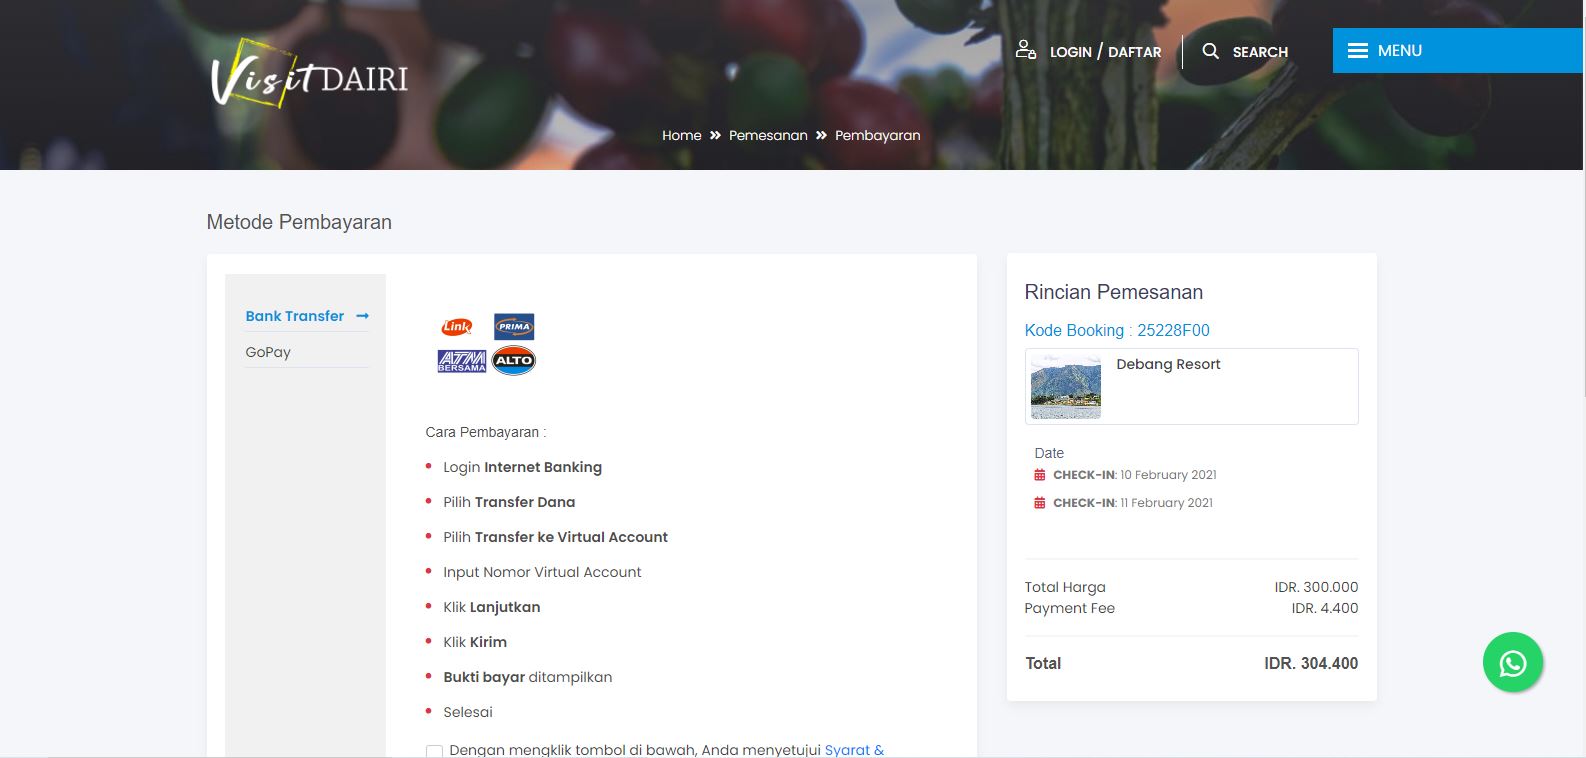 Visit DAIRI
LOGIN / DAFTAR
SEARCH
MENU
Home » Pemesanan » Pembayaran
Metode Pembayaran
Bank Transfer →
GoPay
Link
PRIMA
ATM
BERSAMA
ALTO
Cara Pembayaran :
• Login Internet Banking
• Pilih Transfer Dana
• Pilih Transfer ke Virtual Account
• Input Nomor Virtual Account
• Klik Lanjutkan
• Klik Kirim
• Bukti bayar ditampilkan
• Selesai
Dengan mengklik tombol di bawah, Anda menyetujui Syarat &
Rincian Pemesanan
Kode Booking : 25228F00
Debang Resort
Date
CHECK-IN: 10 February 2021
CHECK-IN: 11 February 2021
Total Harga IDR. 300.000
Payment Fee IDR. 4.400
Total IDR. 304.400